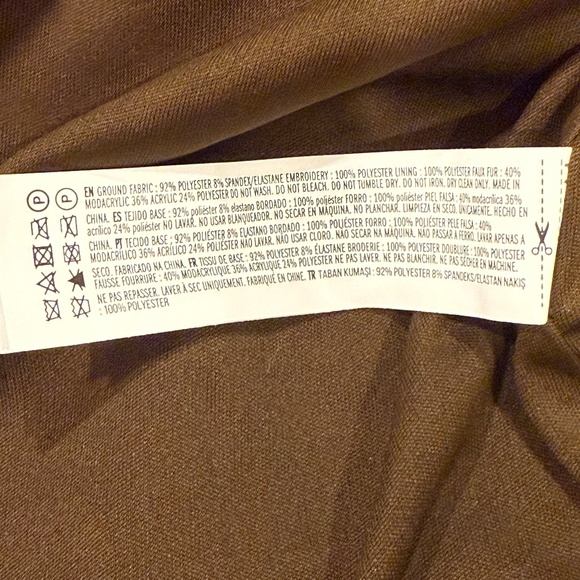 EN GROUND FABRIC : 92% POLYESTER 8% SPANDEX/ELASTANE EMBROIDERY : 100% POLYESTER LINING : 100% POLYESTER FAUX FUR : 40%
MODACRYLIC 36% ACRYLIC 24% POLYESTER DO NOT WASH. DO NOT BLEACH. DO NOT TUMBLE DRY. DO NOT IRON. DRY CLEAN ONLY. MADE IN
CHINA. ES TEJIDO BASE : 92% poliéster 8% elastano BORDADO : 100% poliéster FORRO : 100% poliéster PIEL FALSA : 40% modacrílica 36%
acrílico 24% poliéster NO LAVAR. NO USAR BLANQUEADOR. NO SECAR EN MÁQUINA. NO PLANCHAR. LIMPIEZA EN SECO. ÚNICAMENTE. HECHO EN
CHINA. PT TECIDO BASE : 92% POLIÉSTER 8% ELASTANO BORDADO : 100% POLIÉSTER FORRO : 100% POLIÉSTER PELE FALSA : 40%
MODACRÍLICO 36% ACRÍLICO 24% POLIÉSTER NÃO LAVAR. NÃO USAR CLORO. NÃO SECAR NA MÁQUINA. NÃO PASSAR A FERRO. LAVAR APENAS A
SECO. FABRICADO NA CHINA. FR TISSU DE BASE : 92% POLYESTER 8% ÉLASTANE BRODERIE : 100% POLYESTER DOUBLURE : 100% POLYESTER
FAUSSE FOURRURE : 40% MODACRYLIQUE 36% ACRYLIQUE 24% POLYESTER NE PAS LAVER. NE PAS BLANCHIR. NE PAS SÉCHER EN MACHINE.
NE PAS REPASSER. LAVER À SEC UNIQUEMENT. FABRIQUÉ EN CHINE. TR TABAN KUMAŞI : 92% POLYESTER 8% SPANDEKS/ELASTAN NAKIŞ
: 100% POLYESTER
P P